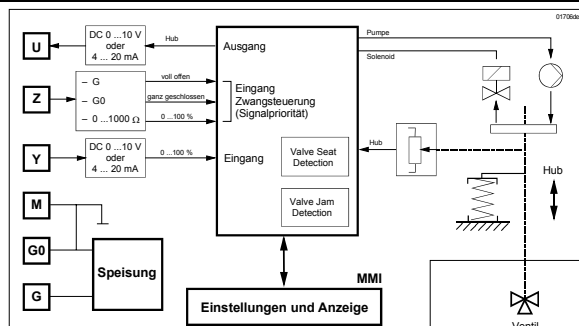 01706de
U
DC 0 ...10 V
oder
4 ... 20 mA
Hub
Ausgang
Pumpe
Solenoid
Z
– G
– G0
– 0 ...1000 Ω
voll offen
ganz geschlossen
0 ...100 %
Eingang
Zwangsteuerung
(Signalpriorität)
Y
DC 0 ...10 V
oder
4 ... 20 mA
0 ...100 %
Eingang
Valve Seat
Detection
Valve Jam
Detection
Hub
Hub
M
G0
G
Speisung
MMI
Einstellungen und Anzeige
Ventil